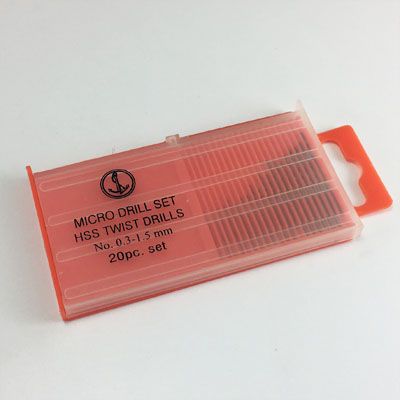 MICRO DRILL SET
HSS TWIST DRILLS
No. 0.3-1.5 mm
20pc. set